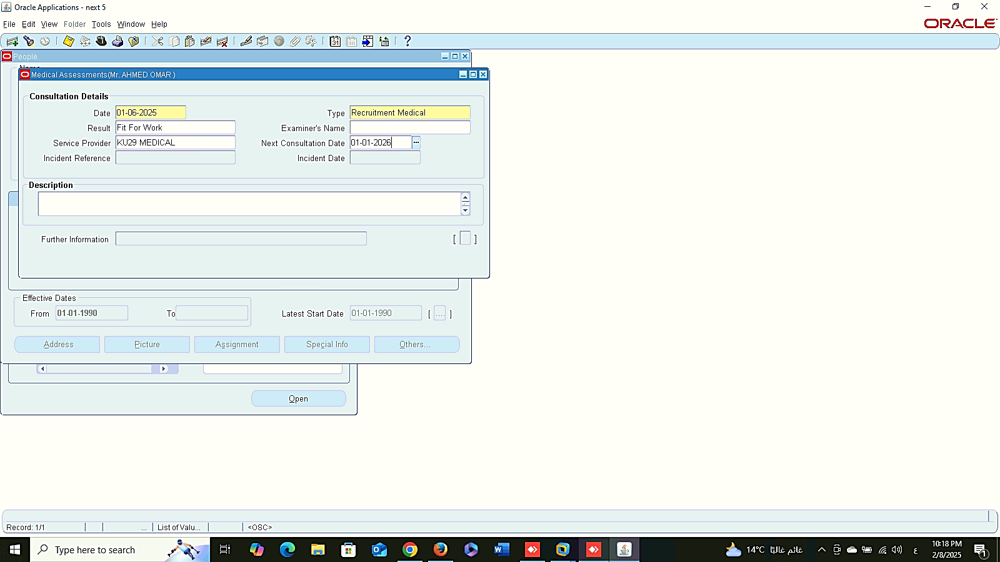 Oracle Applications - next 5
File Edit View Folder Tools Window Help
ORACLE
31
?
People
Medical Assessments(Mr. AHMED OMAR )
Consultation Details
Date 01-06-2025 Type Recruitment Medical
Result Fit For Work Examiner's Name
Service Provider KU29 MEDICAL Next Consultation Date 01-01-2026 ...
Incident Reference Incident Date
Description
Further Information [ ]
Effective Dates
From 01-01-1990 To Latest Start Date 01-01-1990 [ .... ]
Address Picture Assignment Special Info Others...
Open
Record: 1/1 ... List of Valu... <OSC>
Type here to search 14°C غائم غالبًا ع 10:18 PM
2/8/2025
1